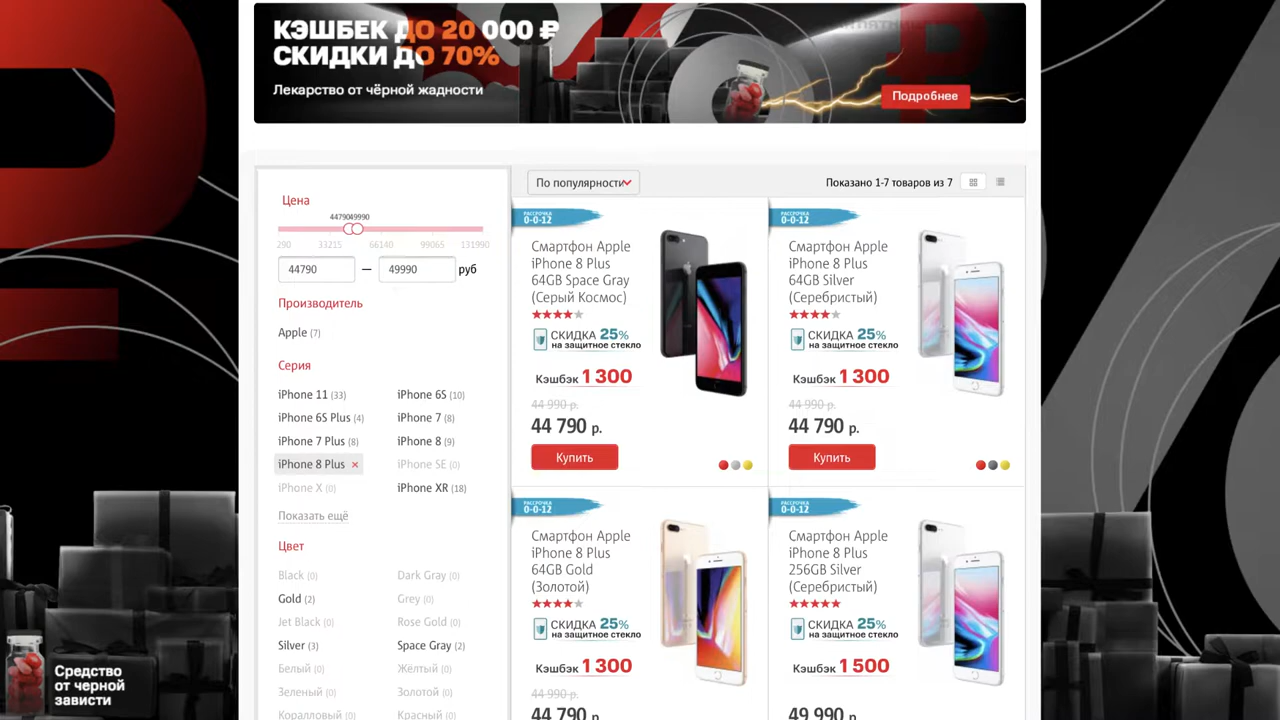 КЭШБЕК ДО 20 000 ₽
СКИДКИ ДО 70%
Лекарство от чёрной жадности
Подробнее
Цена
44790 49990
290 33215 66140 99065 131990
44790 — 49990 руб
Производитель
Apple (7)
Серия
iPhone 11 (33) iPhone 6S (10)
iPhone 6S Plus (4) iPhone 7 (8)
iPhone 7 Plus (8) iPhone 8 (9)
iPhone 8 Plus × iPhone SE (0)
iPhone X (0) iPhone XR (18)
Показать ещё
Цвет
Black (0) Dark Gray (0)
Gold (2) Grey (0)
Jet Black (0) Rose Gold (0)
Silver (3) Space Gray (2)
Белый (0) Жёлтый (0)
Зеленый (0) Золотой (0)
Коралловый (0) Красный (0)
По популярности
Показано 1-7 товаров из 7
РАССРОЧКА
0-0-12
Смартфон Apple
iPhone 8 Plus
64GB Space Gray
(Серый Космос)
СКИДКА 25%
на защитное стекло
Кэшбэк 1 300
44 990 р.
44 790 р.
Купить
РАССРОЧКА
0-0-12
Смартфон Apple
iPhone 8 Plus
64GB Silver
(Серебристый)
СКИДКА 25%
на защитное стекло
Кэшбэк 1 300
44 990 р.
44 790 р.
Купить
РАССРОЧКА
0-0-12
Смартфон Apple
iPhone 8 Plus
64GB Gold
(Золотой)
СКИДКА 25%
на защитное стекло
Кэшбэк 1 300
44 990 р.
44 790 р.
РАССРОЧКА
0-0-12
Смартфон Apple
iPhone 8 Plus
256GB Silver
(Серебристый)
СКИДКА 25%
на защитное стекло
Кэшбэк 1 500
49 990 р.
Средство
от черной
зависти